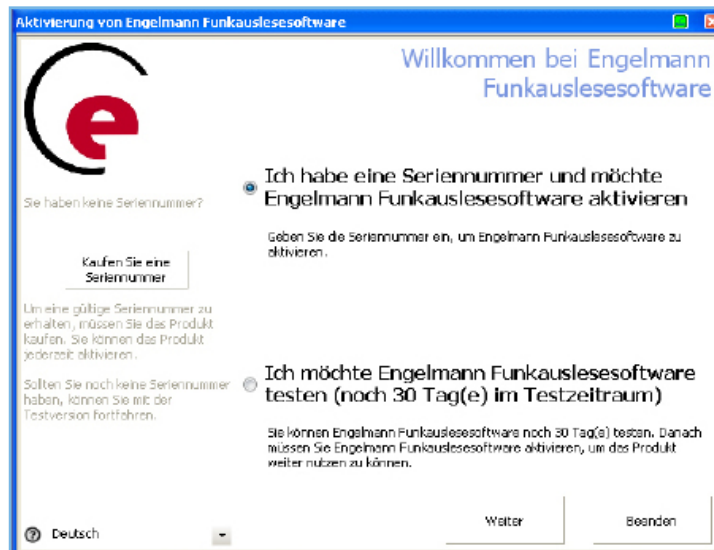 Aktivierung von Engelmann Funkauslesesoftware
Willkommen bei Engelmann
Funkauslesesoftware
e
Sie haben keine Seriennummer?
Kaufen Sie eine
Seriennummer
Um eine gültige Seriennummer zu
erhalten, müssen Sie das Produkt
kaufen. Sie können das Produkt
jederzeit aktivieren.
Sollten Sie noch keine Seriennummer
haben, können Sie mit der
Testversion fortfahren.
Ich habe eine Seriennummer und möchte
Engelmann Funkauslesesoftware aktivieren
Geben Sie die Seriennummer ein, um Engelmann Funkauslesesoftware zu
aktivieren.
Ich möchte Engelmann Funkauslesesoftware
testen (noch 30 Tag(e) im Testzeitraum)
Sie können Engelmann Funkauslesesoftware noch 30 Tag(e) testen. Danach
müssen Sie Engelmann Funkauslesesoftware aktivieren, um das Produkt
weiter nutzen zu können.
? Deutsch
Weiter
Beenden